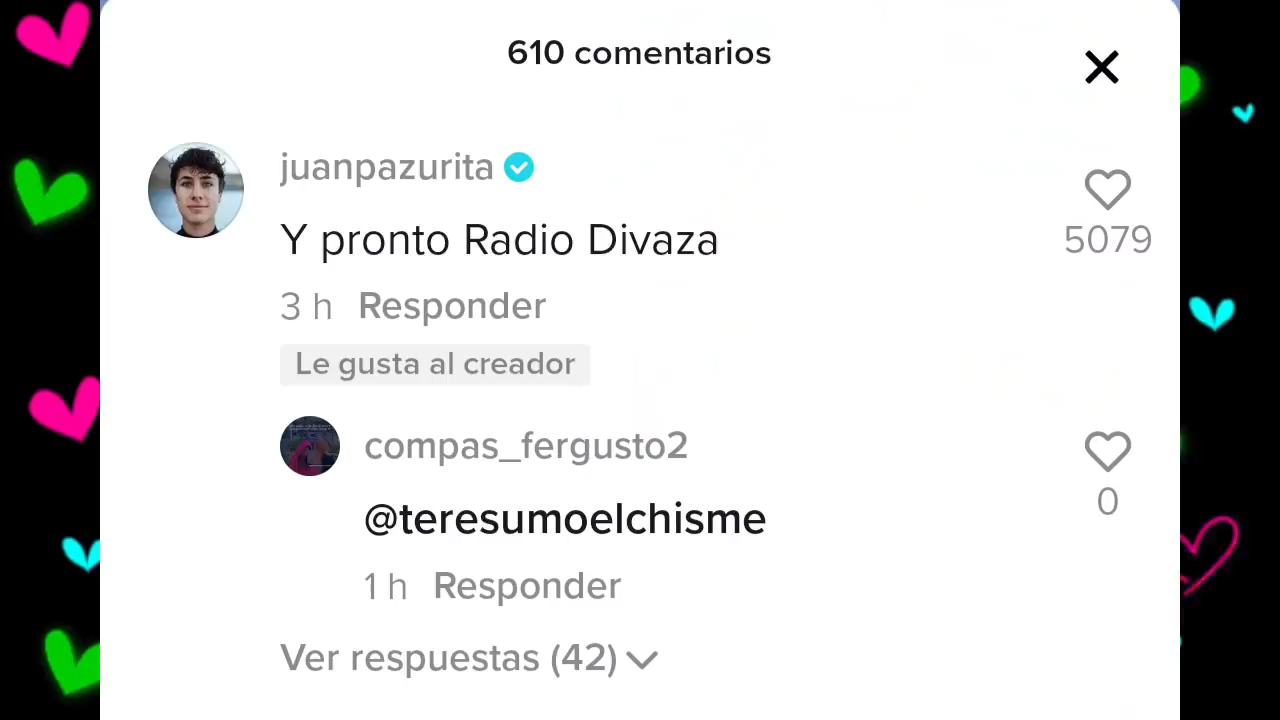 610 comentarios
juanpazurita
5079
Y pronto Radio Divaza
3 h Responder
Le gusta al creador
compas_fergusto2
0
@teresumoelchisme
1 h Responder
Ver respuestas (42)